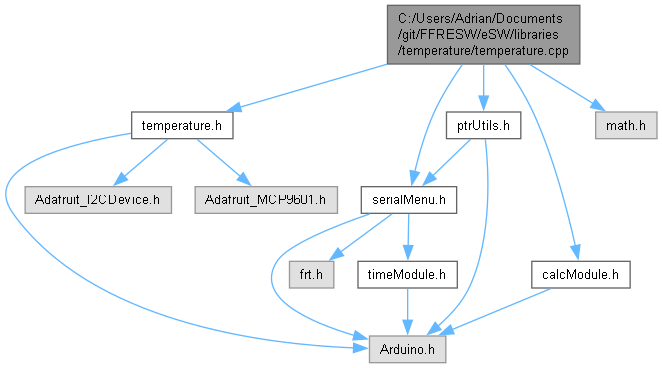 C:/Users/Adrian/Documents
/git/FFRESW/eSW/libraries
/temperature/temperature.cpp
temperature.h
ptrUtils.h
math.h
Adafruit_I2CDevice.h
Adafruit_MCP9601.h
serialMenu.h
frt.h
timeModule.h
calcModule.h
Arduino.h